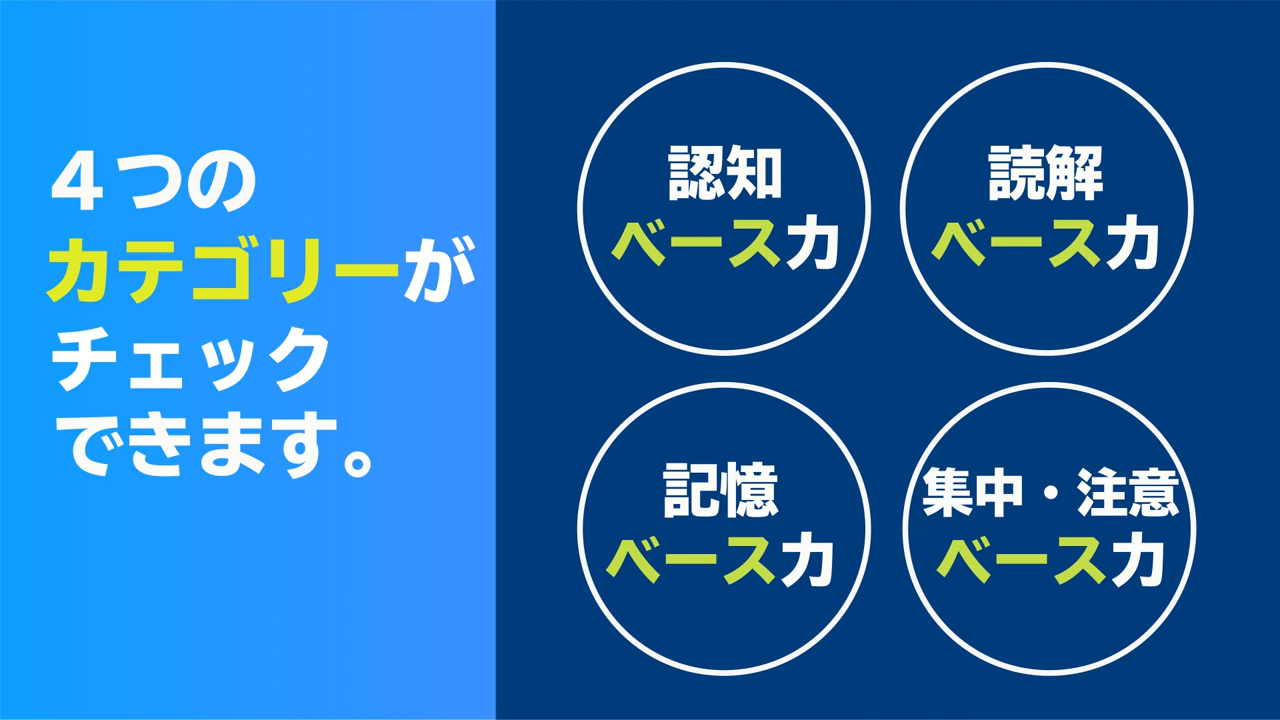 ４つの
カテゴリーが
チェック
できます。
認知
ベース力
読解
ベース力
記憶
ベース力
集中・注意
ベース力